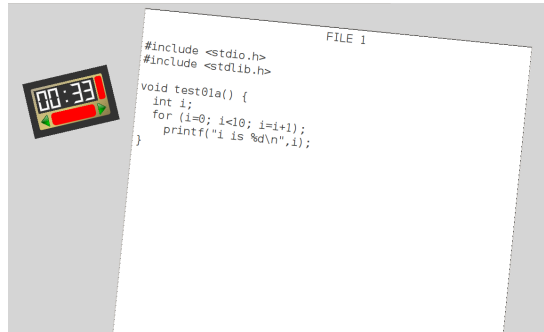 FILE 1
#include <stdio.h>
#include <stdlib.h>
00:33
void test01a() {
  int i;
  for (i=0; i<10; i=i+1);
    printf("i is %d\n",i);
}